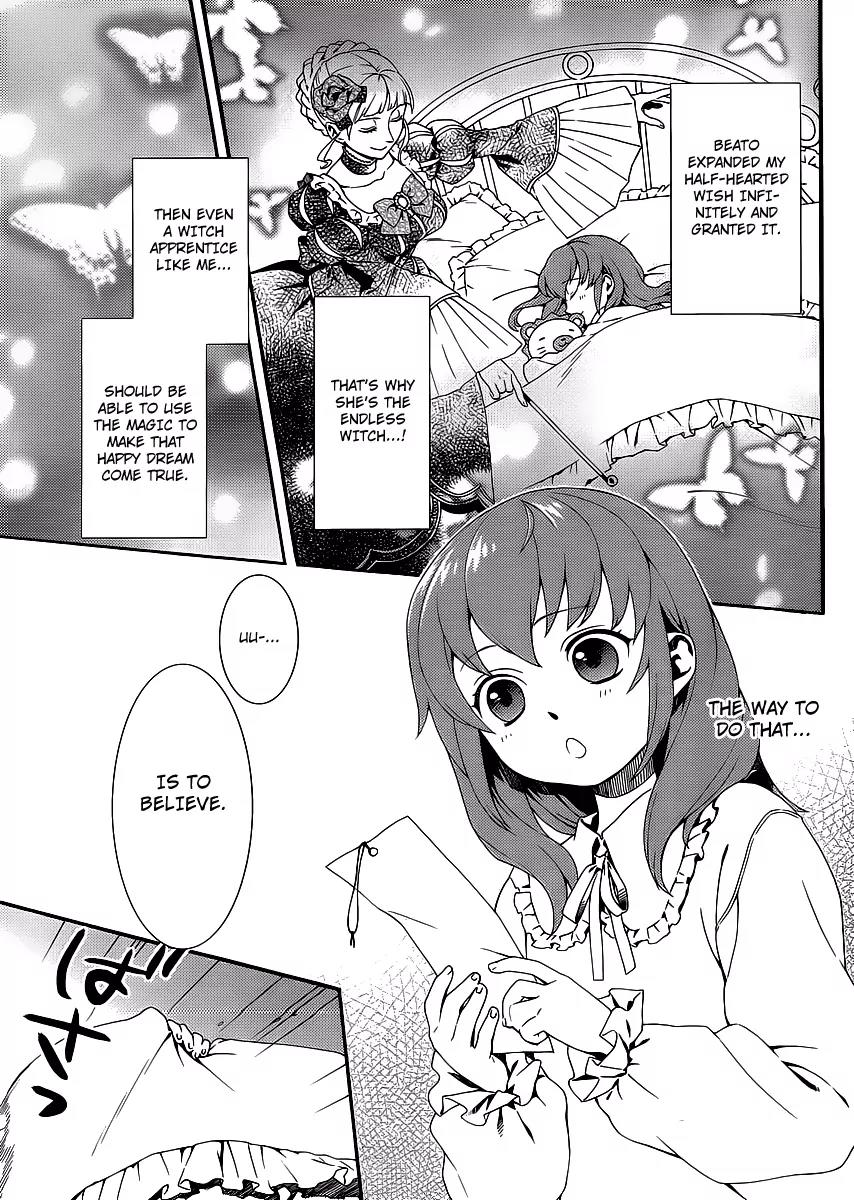 BEATO
EXPANDED MY
HALF-HEARTED
WISH INFI-
NITELY AND
GRANTED IT.
THAT'S WHY
SHE'S THE
ENDLESS
WITCH...!
THEN EVEN
A WITCH
APPRENTICE
LIKE ME...
SHOULD BE
ABLE TO USE
THE MAGIC TO
MAKE THAT
HAPPY DREAM
COME TRUE.
THE WAY TO
DO THAT...
UU-...
IS TO
BELIEVE.